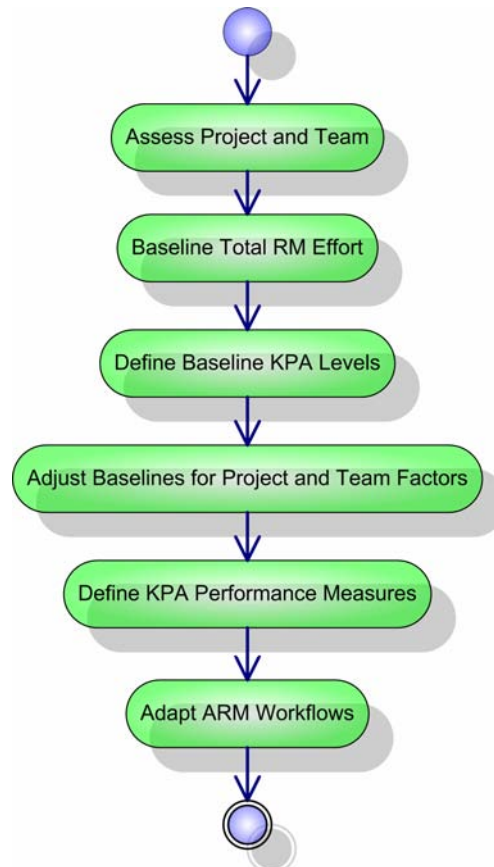 Assess Project and Team
Baseline Total RM Effort
Define Baseline KPA Levels
Adjust Baselines for Project and Team Factors
Define KPA Performance Measures
Adapt ARM Workflows